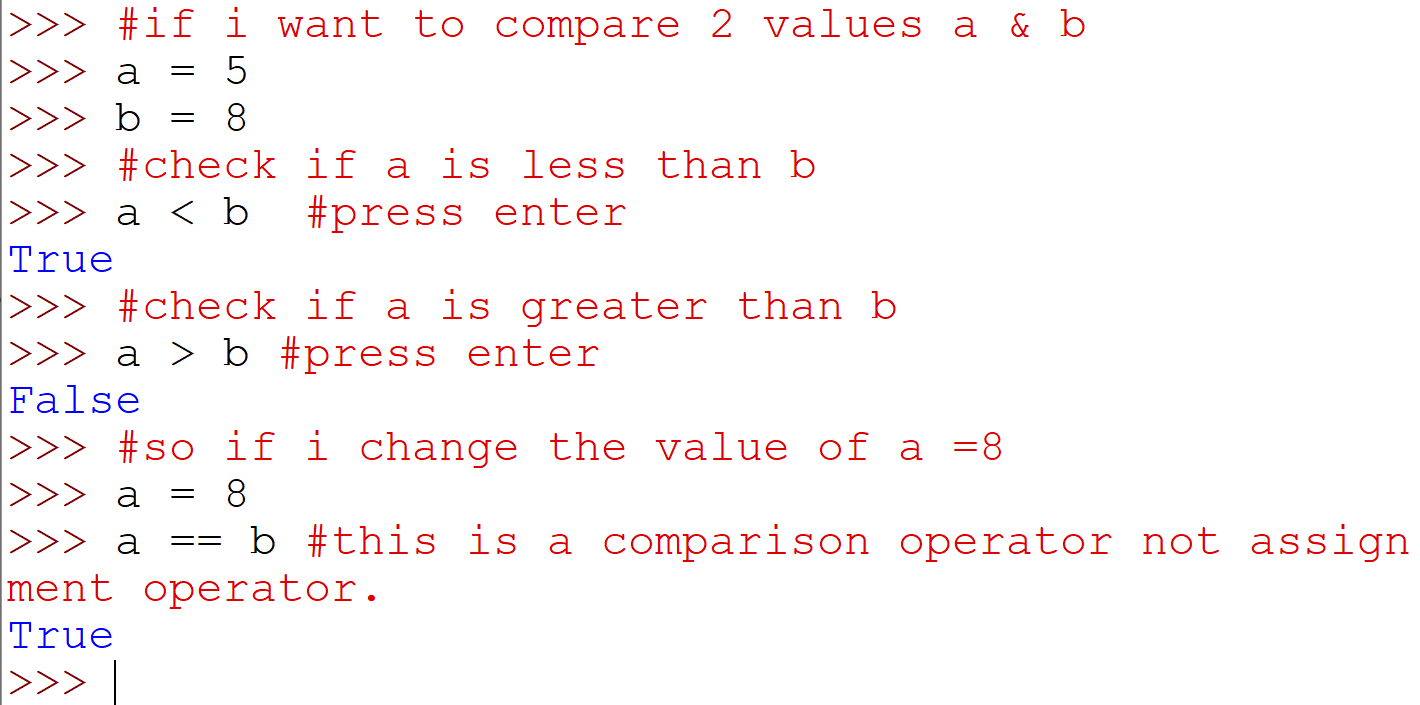 >>> #if i want to compare 2 values a & b
>>> a = 5
>>> b = 8
>>> #check if a is less than b
>>> a < b  #press enter
True
>>> #check if a is greater than b
>>> a > b #press enter
False
>>> #so if i change the value of a =8
>>> a = 8
>>> a == b #this is a comparison operator not assign
ment operator.
True
>>>